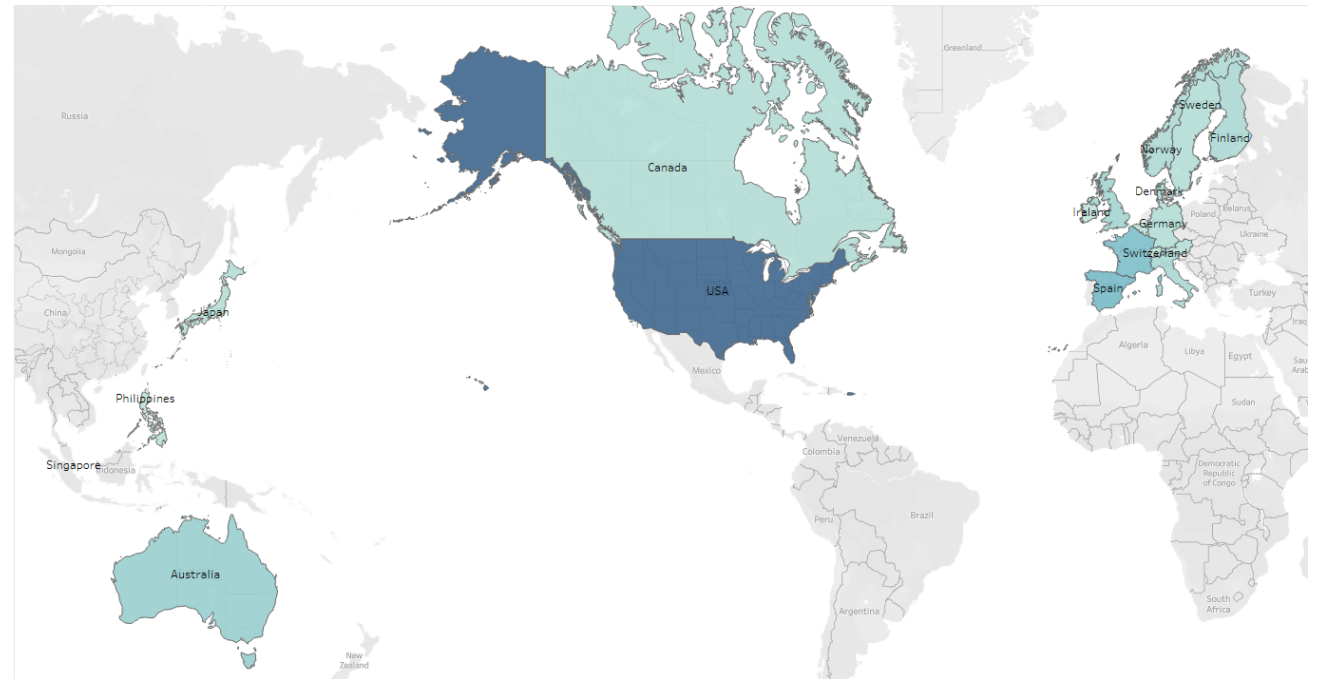 Greenland
Russia
Sweden
Finland
Norway
Canada
Denmark
Poland
Belarus
Ireland
Germany
Ukraine
Mongolia
Switzerland
USA
Spain
Turkey
China
Japan
Iraq
Algeria
Libya
Egypt
Saudi
Arab
Mexico
Philippines
Sudan
Venezuela
Colombia
Singapore
Indonesia
Democratic
Republic
of Congo
Peru
Brazil
Australia
South
Africa
Argentina
New
Zealand